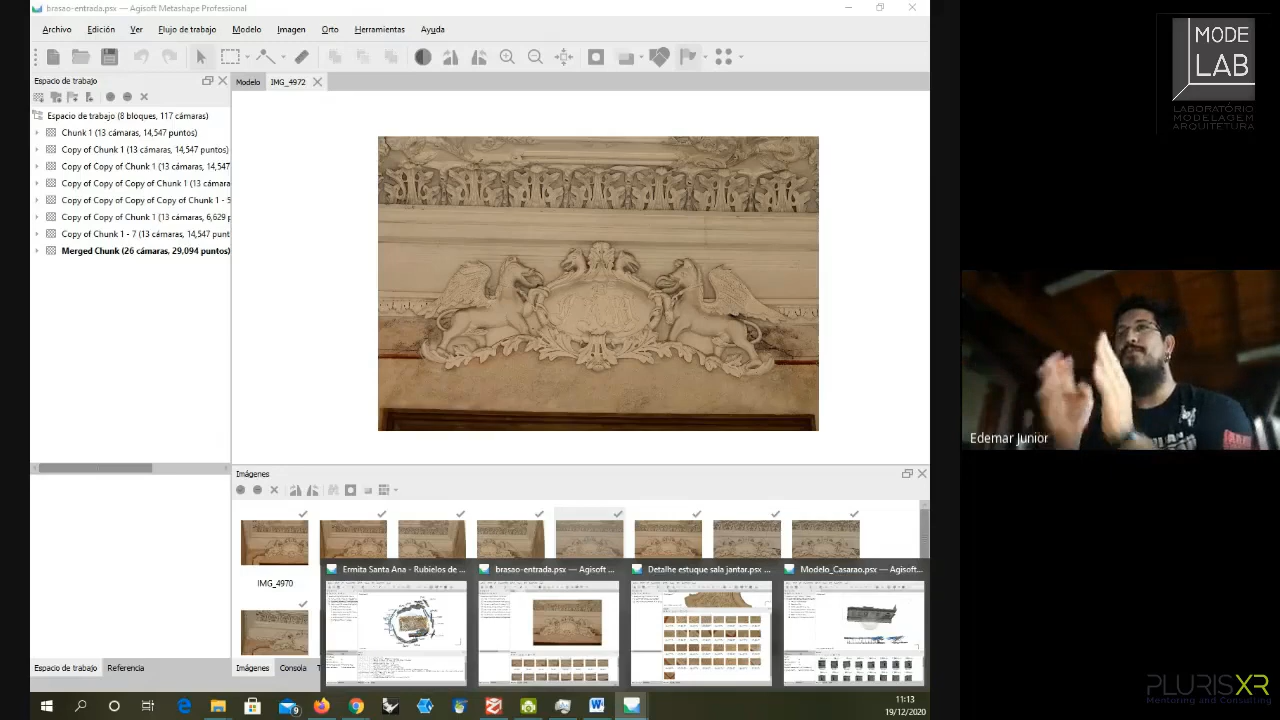 brasao-entrada.psx — Agisoft Metashape Professional
Archivo Edición Ver Flujo de trabajo Modelo Imagen Orto Herramientas Ayuda
Espacio de trabajo
Modelo IMG_4972
Espacio de trabajo (8 bloques, 117 cámaras)
Chunk 1 (13 cámaras, 14,547 puntos)
Copy of Chunk 1 (13 cámaras, 14,547 puntos)
Copy of Copy of Chunk 1 (13 cámaras, 14,547
Copy of Copy of Copy of Chunk 1 (13 cámara
Copy of Copy of Copy of Copy of Chunk 1 - 5
Copy of Copy of Chunk 1 (13 cámaras, 6,629 p
Copy of Chunk 1 - 7 (13 cámaras, 14,547 punto
Merged Chunk (26 cámaras, 29,094 puntos)
Imágenes
IMG_4970
Ermita Santa Ana - Rubielos de ...
brasao-entrada.psx — Agisoft ...
Detalhe estuque sala jantar.psx ...
Modelo_Casarao.psx — Agisoft...
Espacio de trabajo Referencia
Imágenes Consola T
11:13
19/12/2020
MODE
LAB
LABORATÓRIO
MODELAGEM
ARQUITETURA
Edemar Junior
PLURISXR
Mentoring and Consulting